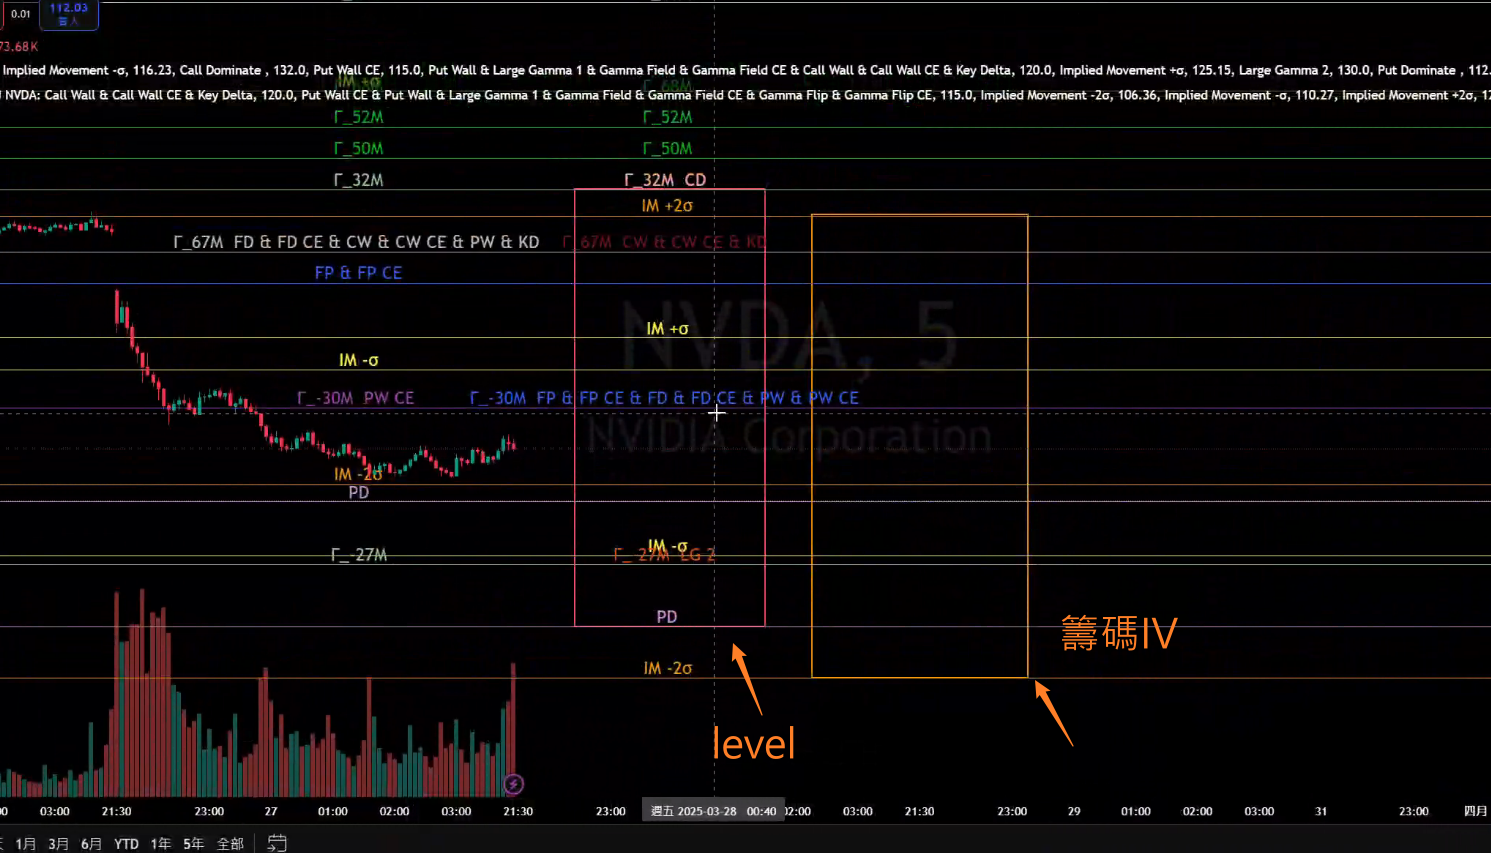 0.01
112.03
73.68K
Implied Movement -σ, 116.23, Call Dominate , 132.0, Put Wall CE, 115.0, Put Wall & Large Gamma 1 & Gamma Field & Gamma Field CE & Call Wall & Call Wall CE & Key Delta, 120.0, Implied Movement +σ, 125.15, Large Gamma 2, 130.0, Put Dominate , 112.
IM +σ
NVDA: Call Wall & Call Wall CE & Key Delta, 120.0, Put Wall CE & Put Wall & Large Gamma 1 & Gamma Field & Gamma Field CE & Gamma Flip & Gamma Flip CE, 115.0, Implied Movement -2σ, 106.36, Implied Movement -σ, 110.27, Implied Movement +2σ, 12
Γ_52M Γ_52M
Γ_50M Γ_50M
Γ_32M Γ_32M CD
IM +2σ
Γ_67M FD & FD CE & CW & CW CE & PW & KD Γ_67M CW & CW CE & KD
FP & FP CE
NVDA, 5
IM +σ
IM -σ
Γ_-30M PW CE Γ_-30M FP & FP CE & FD & FD CE & PW & PW CE
NVIDIA Corporation
IM -2σ
PD
IM -σ
Γ_-27M Γ_-27M LG 2
PD
籌碼IV
IM -2σ
level
03:00 21:30 23:00 27 01:00 02:00 03:00 21:30 23:00 週五 2025-03-28 00:40 02:00 03:00 21:30 23:00 29 01:00 02:00 03:00 31 23:00 四月
1月 3月 6月 YTD 1年 5年 全部